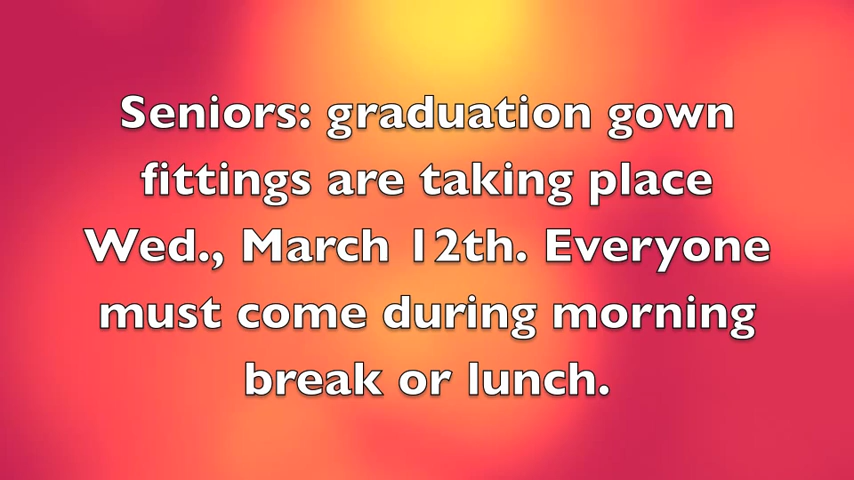 Seniors: graduation gown
fittings are taking place
Wed., March 12th. Everyone
must come during morning
break or lunch.